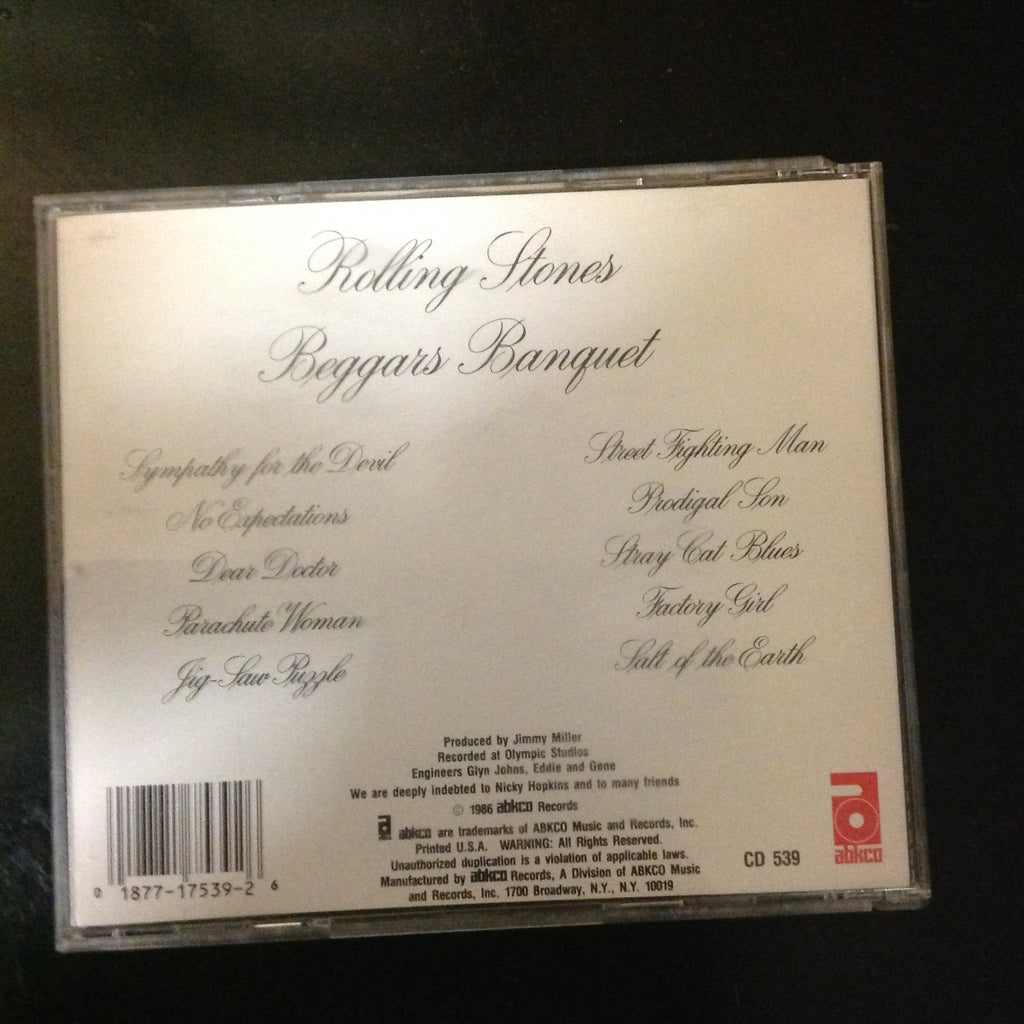 Rolling Stones
Beggars Banquet
Sympathy for the Devil
No Expectations
Dear Doctor
Parachute Woman
Jig-Saw Puzzle
Street Fighting Man
Prodigal Son
Stray Cat Blues
Factory Girl
Salt of the Earth
Produced by Jimmy Miller
Recorded at Olympic Studios
Engineers Glyn Johns, Eddie and Gene
We are deeply indebted to Nicky Hopkins and to many friends
© 1986 abkco Records
a abkco are trademarks of ABKCO Music and Records, Inc.
Printed U.S.A. WARNING: All Rights Reserved.
Unauthorized duplication is a violation of applicable laws.
Manufactured by abkco Records, A Division of ABKCO Music
and Records, Inc. 1700 Broadway, N.Y., N.Y. 10019
0 1877-17539-2 6
CD 539
abkco